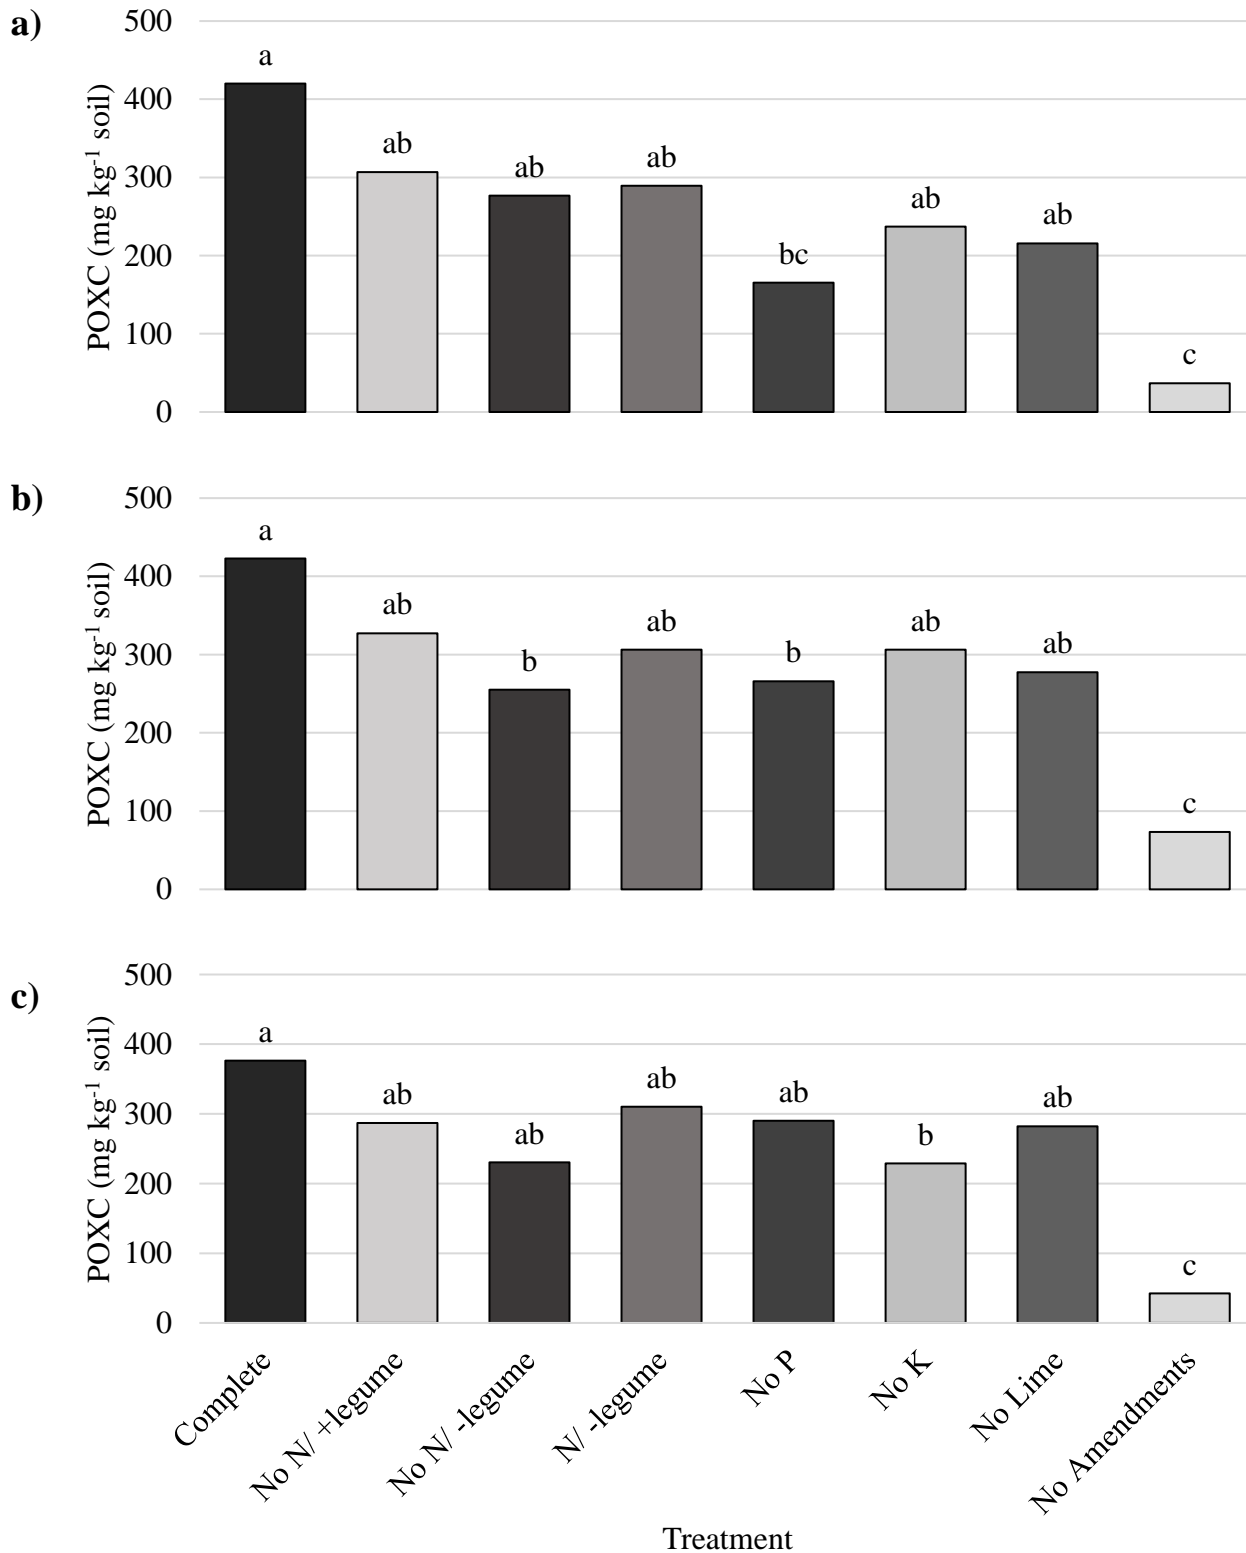 a)
POXC (mg kg-1 soil)
500
400
300
200
100
0
a
ab
ab
ab
bc
ab
ab
c
b)
POXC (mg kg-1 soil)
500
400
300
200
100
0
a
ab
b
ab
b
ab
ab
c
c)
POXC (mg kg-1 soil)
500
400
300
200
100
0
a
ab
ab
ab
ab
b
ab
c
Complete
No N/ +legume
No N/ -legume
N/ -legume
No P
No K
No Lime
No Amendments
Treatment